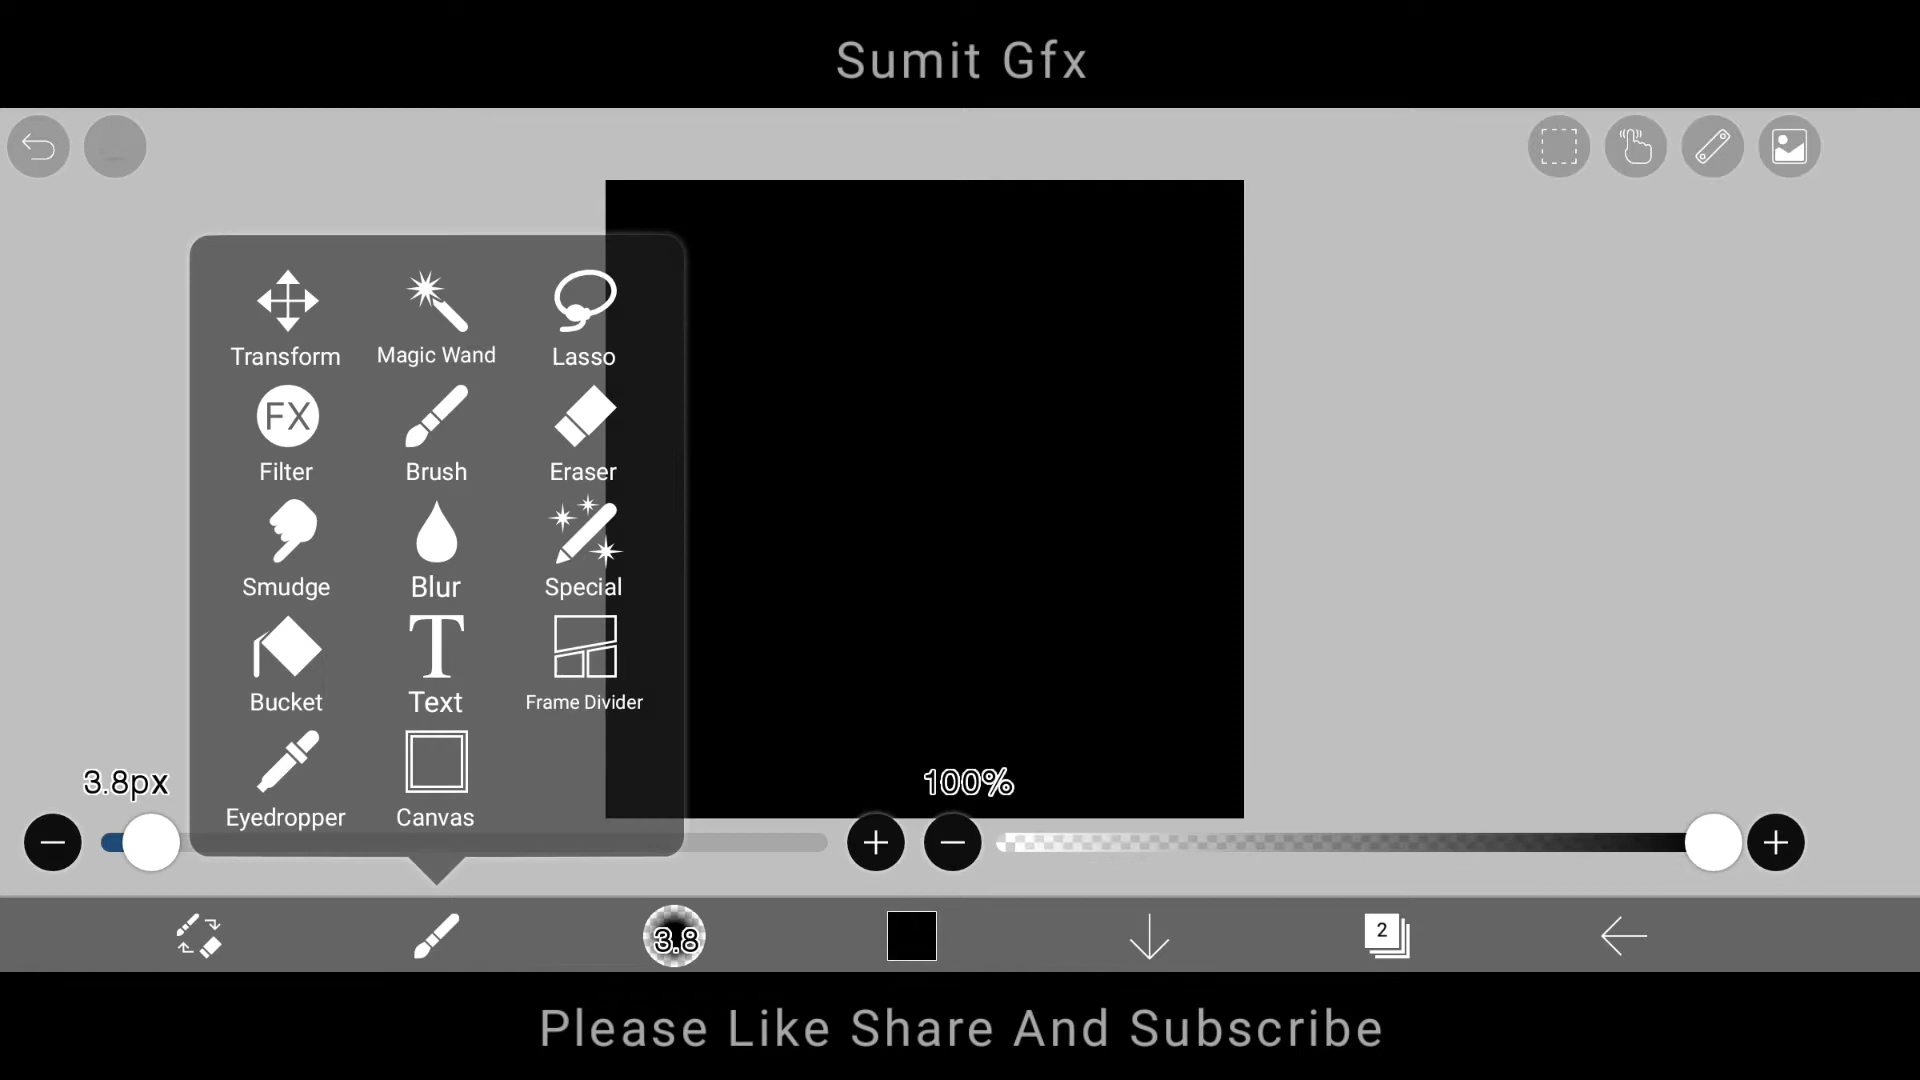 Sumit Gfx
Transform
Magic Wand
Lasso
FX
Filter
Brush
Eraser
Smudge
Blur
Special
T
Bucket
Text
Frame Divider
Eyedropper
Canvas
3.8px
100%
3.8
2
Please Like Share And Subscribe